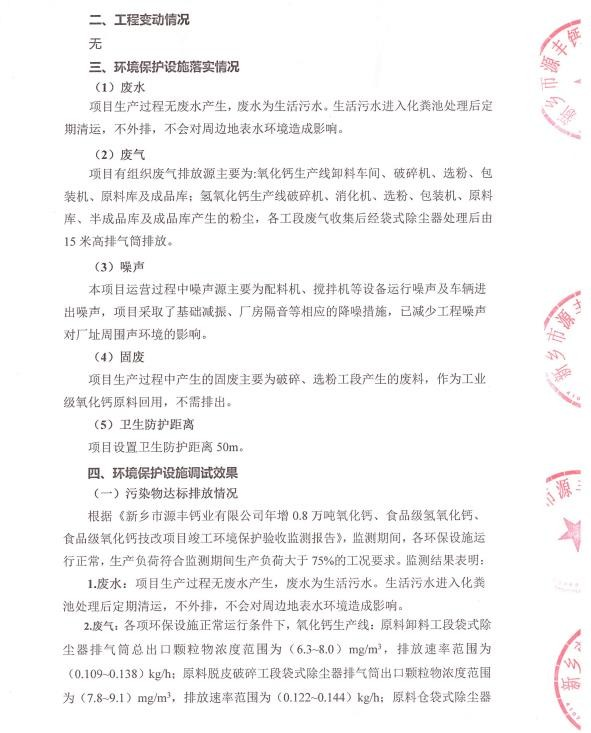 二、工程变动情况
无
三、环境保护设施落实情况
（1）废水
项目生产过程无废水产生，废水为生活污水。生活污水进入化粪池处理后定
期清运，不外排，不会对周边地表水环境造成影响。
（2）废气
项目有组织废气排放源主要为:氧化钙生产线卸料车间、破碎机、选粉、包
装机、原料库及成品库；氢氧化钙生产线破碎机、消化机、选粉、包装机、原料
库、半成品库及成品库产生的粉尘，各工段废气收集后经袋式除尘器处理后由
15 米高排气筒排放。
（3）噪声
本项目运营过程中噪声源主要为配料机、搅拌机等设备运行噪声及车辆进
出噪声，项目采取了基础减振、厂房隔音等相应的降噪措施，已减少工程噪声
对厂址周围声环境的影响。
（4）固废
项目生产过程中产生的固废主要为破碎、选粉工段产生的废料，作为工业
级氧化钙原料回用，不需排出。
（5）卫生防护距离
项目设置卫生防护距离 50m。
四、环境保护设施调试效果
（一）污染物达标排放情况
根据《新乡市源丰钙业有限公司年增 0.8 万吨氧化钙、食品级氢氧化钙、
食品级氧化钙技改项目竣工环境保护验收监测报告》，监测期间，各环保设施运
行正常，生产负荷符合监测期间生产负荷大于 75%的工况要求。监测结果表明：
1.废水：项目生产过程无废水产生，废水为生活污水。生活污水进入化粪
池处理后定期清运，不外排，不会对周边地表水环境造成影响。
2.废气：各项环保设施正常运行条件下，氧化钙生产线：原料卸料工段袋式除
尘器排气筒总出口颗粒物浓度范围为（6.3~8.0）mg/m³，排放速率范围为
（0.109~0.138）kg/h；原料脱皮破碎工段袋式除尘器排气筒出口颗粒物浓度范围
为（7.8~9.1）mg/m³，排放速率范围为（0.122~0.144）kg/h；原料仓袋式除尘器
新乡市源丰钙
新乡市源
市源
新